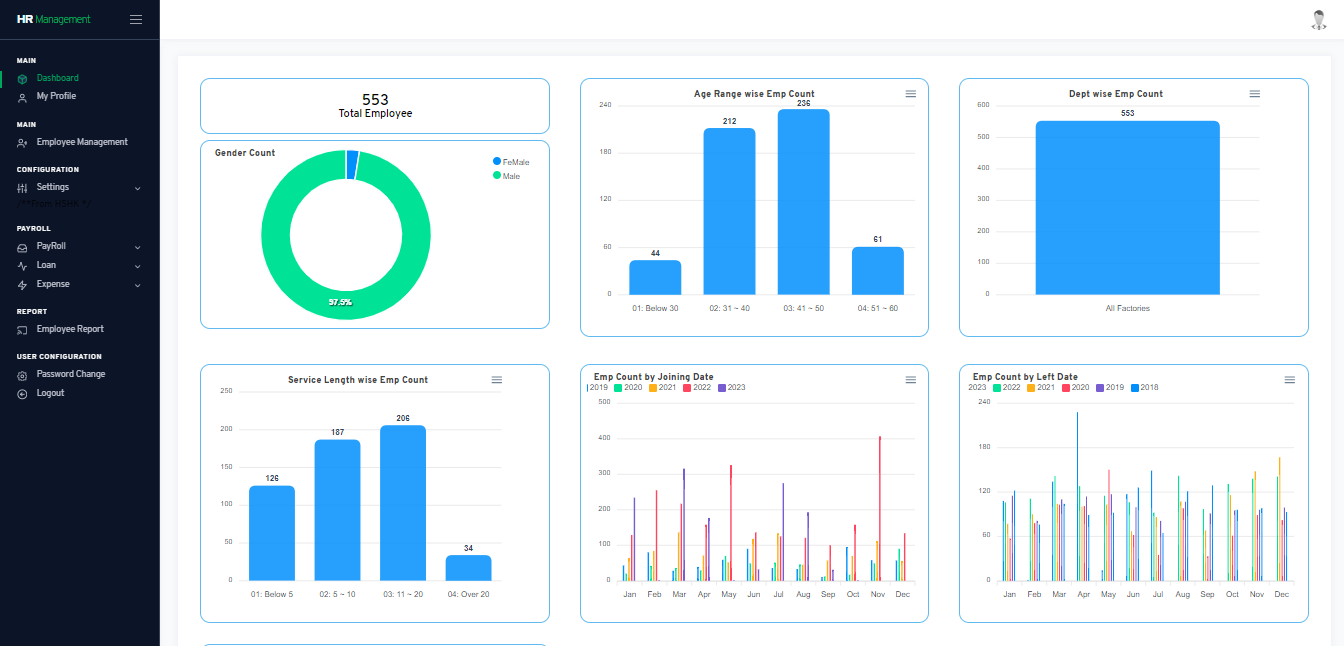 HR Management
MAIN
Dashboard
My Profile
MAIN
Employee Management
CONFIGURATION
Settings
/**From HSHR */
PAYROLL
PayRoll
Loan
Expense
REPORT
Employee Report
USER CONFIGURATION
Password Change
Logout
553
Total Employee
Gender Count
FeMale
Male
97.5%
Age Range wise Emp Count
240
180
120
60
0
44
212
236
61
01: Below 30
02: 31 ~ 40
03: 41 ~ 50
04: 51 ~ 60
Dept wise Emp Count
600
500
400
300
200
100
0
553
All Factories
Service Length wise Emp Count
250
200
150
100
50
0
126
187
206
34
01: Below 5
02: 5 ~ 10
03: 11 ~ 20
04: Over 20
Emp Count by Joining Date
2019 2020 2021 2022 2023
500
400
300
200
100
0
Jan Feb Mar Apr May Jun Jul Aug Sep Oct Nov Dec
Emp Count by Left Date
2023 2022 2021 2020 2019 2018
240
180
120
60
0
Jan Feb Mar Apr May Jun Jul Aug Sep Oct Nov Dec